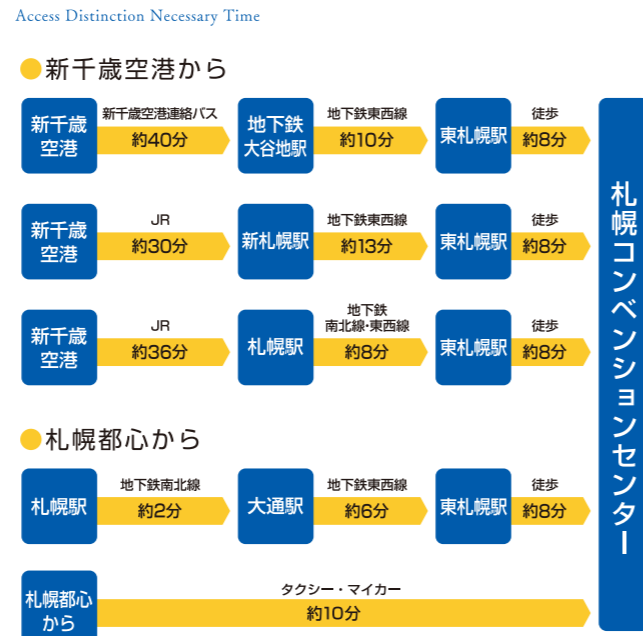 Access Distinction Necessary Time
●新千歳空港から
新千歳
空港
新千歳空港連絡バス
約40分
地下鉄
大谷地駅
地下鉄東西線
約10分
東札幌駅
徒歩
約8分
新千歳
空港
JR
約30分
新札幌駅
地下鉄東西線
約13分
東札幌駅
徒歩
約8分
新千歳
空港
JR
約36分
札幌駅
地下鉄
南北線・東西線
約8分
東札幌駅
徒歩
約8分
●札幌都心から
札幌駅
地下鉄南北線
約2分
大通駅
地下鉄東西線
約6分
東札幌駅
徒歩
約8分
札幌都心
から
タクシー・マイカー
約10分
札幌コンベンションセンター